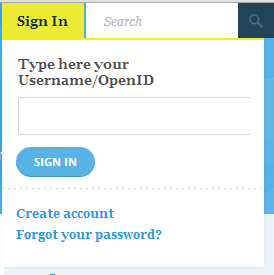 Sign In
Search
Type here your
Username/OpenID
SIGN IN
Create account
Forgot your password?